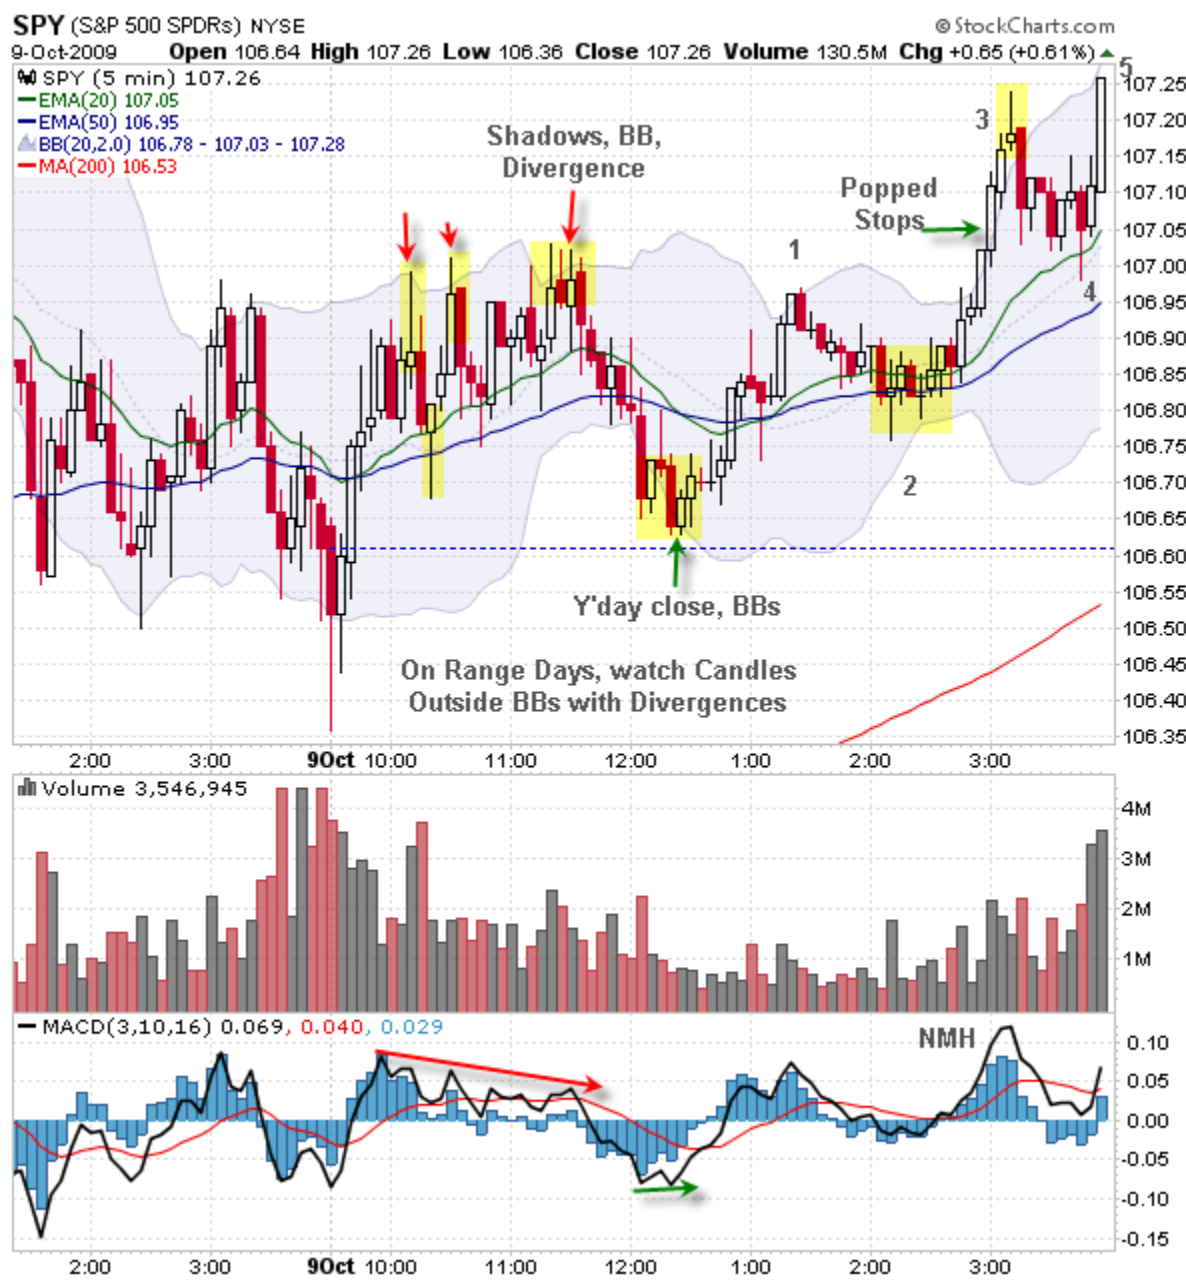 SPY (S&P 500 SPDRs) NYSE
© StockCharts.com
9-Oct-2009 Open 106.64 High 107.26 Low 106.36 Close 107.26 Volume 130.5M Chg +0.65 (+0.61%)
SPY (5 min) 107.26
EMA(20) 107.05
EMA(50) 106.95
BB(20,2.0) 106.78 - 107.03 - 107.28
MA(200) 106.53
Shadows, BB,
Divergence
Popped
Stops
1
2
3
4
5
Y'day close, BBs
On Range Days, watch Candles
Outside BBs with Divergences
107.25
107.20
107.15
107.10
107.05
107.00
106.95
106.90
106.85
106.80
106.75
106.70
106.65
106.60
106.55
106.50
106.45
106.40
106.35
2:00 3:00 9Oct 10:00 11:00 12:00 1:00 2:00 3:00
Volume 3,546,945
4M
3M
2M
1M
MACD(3,10,16) 0.069, 0.040, 0.029
NMH
0.10
0.05
0.00
-0.05
-0.10
-0.15
2:00 3:00 9Oct 10:00 11:00 12:00 1:00 2:00 3:00